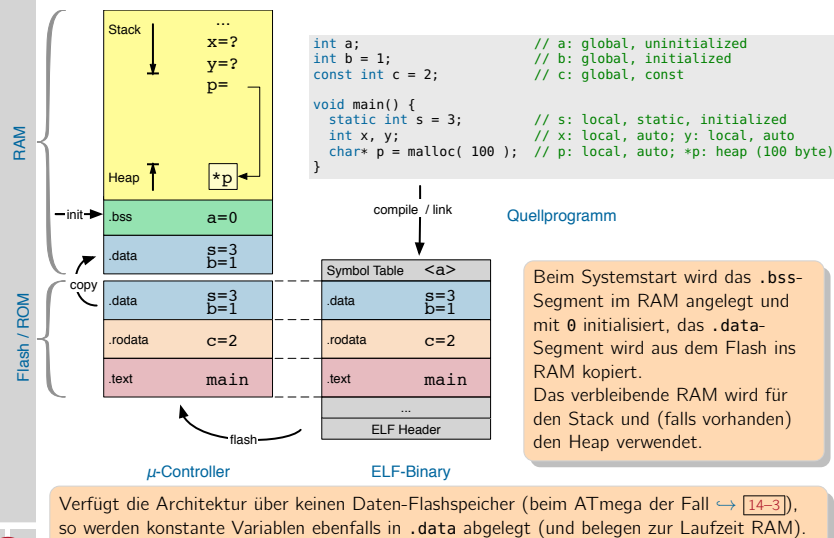 Stack
...
x=?
y=?
p=
Heap
*p
RAM
init
.bss a=0
.data s=3
b=1
copy
Flash / ROM
.data s=3
b=1
.rodata c=2
.text main
flash
μ-Controller
int a; // a: global, uninitialized
int b = 1; // b: global, initialized
const int c = 2; // c: global, const
void main() {
static int s = 3; // s: local, static, initialized
int x, y; // x: local, auto; y: local, auto
char* p = malloc( 100 ); // p: local, auto; *p: heap (100 byte)
}
compile / link
Quellprogramm
Symbol Table <a>
.data s=3
b=1
.rodata c=2
.text main
...
ELF Header
ELF-Binary
Beim Systemstart wird das .bss-
Segment im RAM angelegt und
mit 0 initialisiert, das .data-
Segment wird aus dem Flash ins
RAM kopiert.
Das verbleibende RAM wird für
den Stack und (falls vorhanden)
den Heap verwendet.
Verfügt die Architektur über keinen Daten-Flashspeicher (beim ATmega der Fall ↪ 14–3),
so werden konstante Variablen ebenfalls in .data abgelegt (und belegen zur Laufzeit RAM).